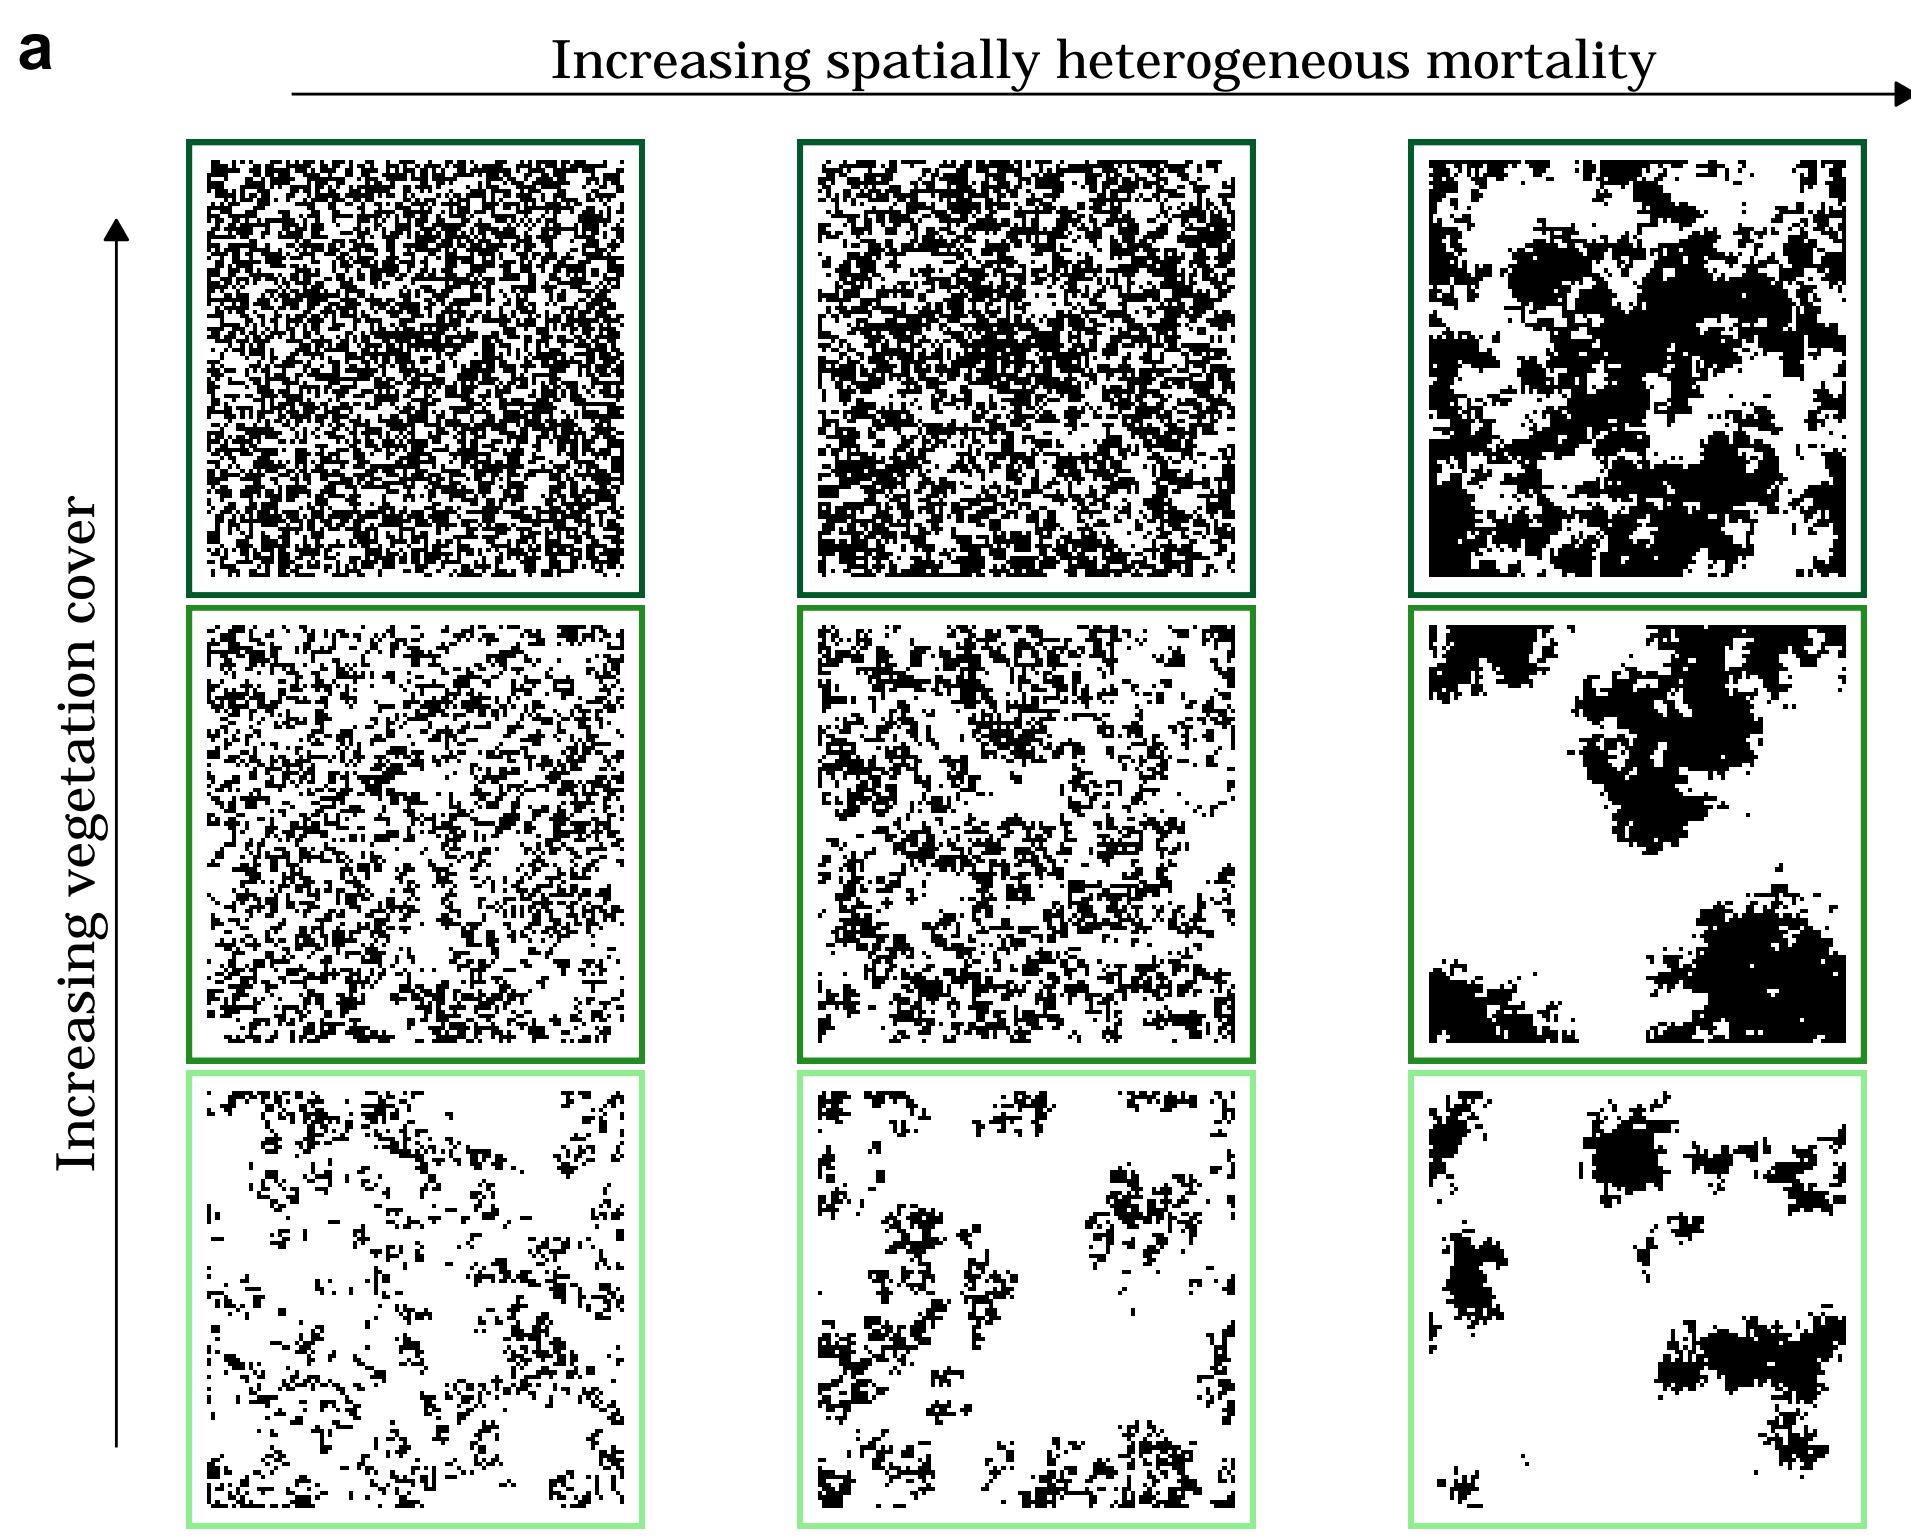 a
Increasing spatially heterogeneous mortality
Increasing vegetation cover